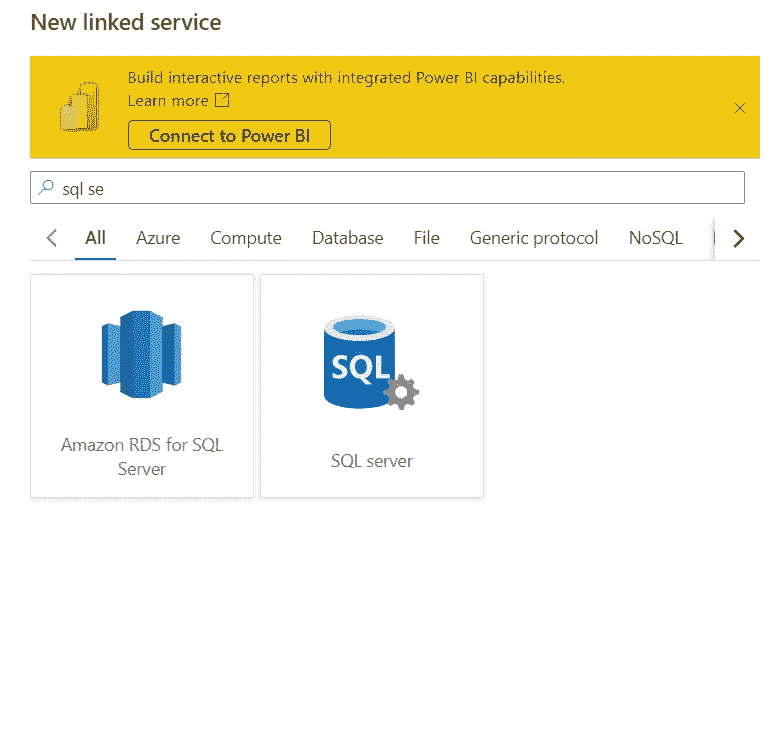 New linked service
Build interactive reports with integrated Power BI capabilities.
Learn more
Connect to Power BI
sql se
All Azure Compute Database File Generic protocol NoSQL
SQL
Amazon RDS for SQL
Server
SQL server